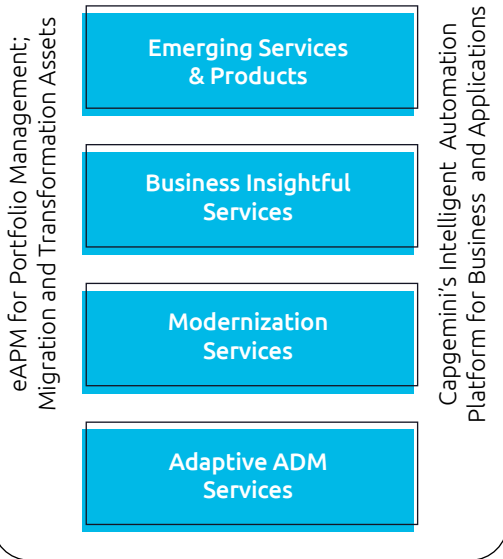 eAPM for Portfolio Management;
Migration and Transformation Assets
Emerging Services
& Products
Business Insightful
Services
Modernization
Services
Adaptive ADM
Services
Capgemini's Intelligent Automation
Platform for Business and Applications